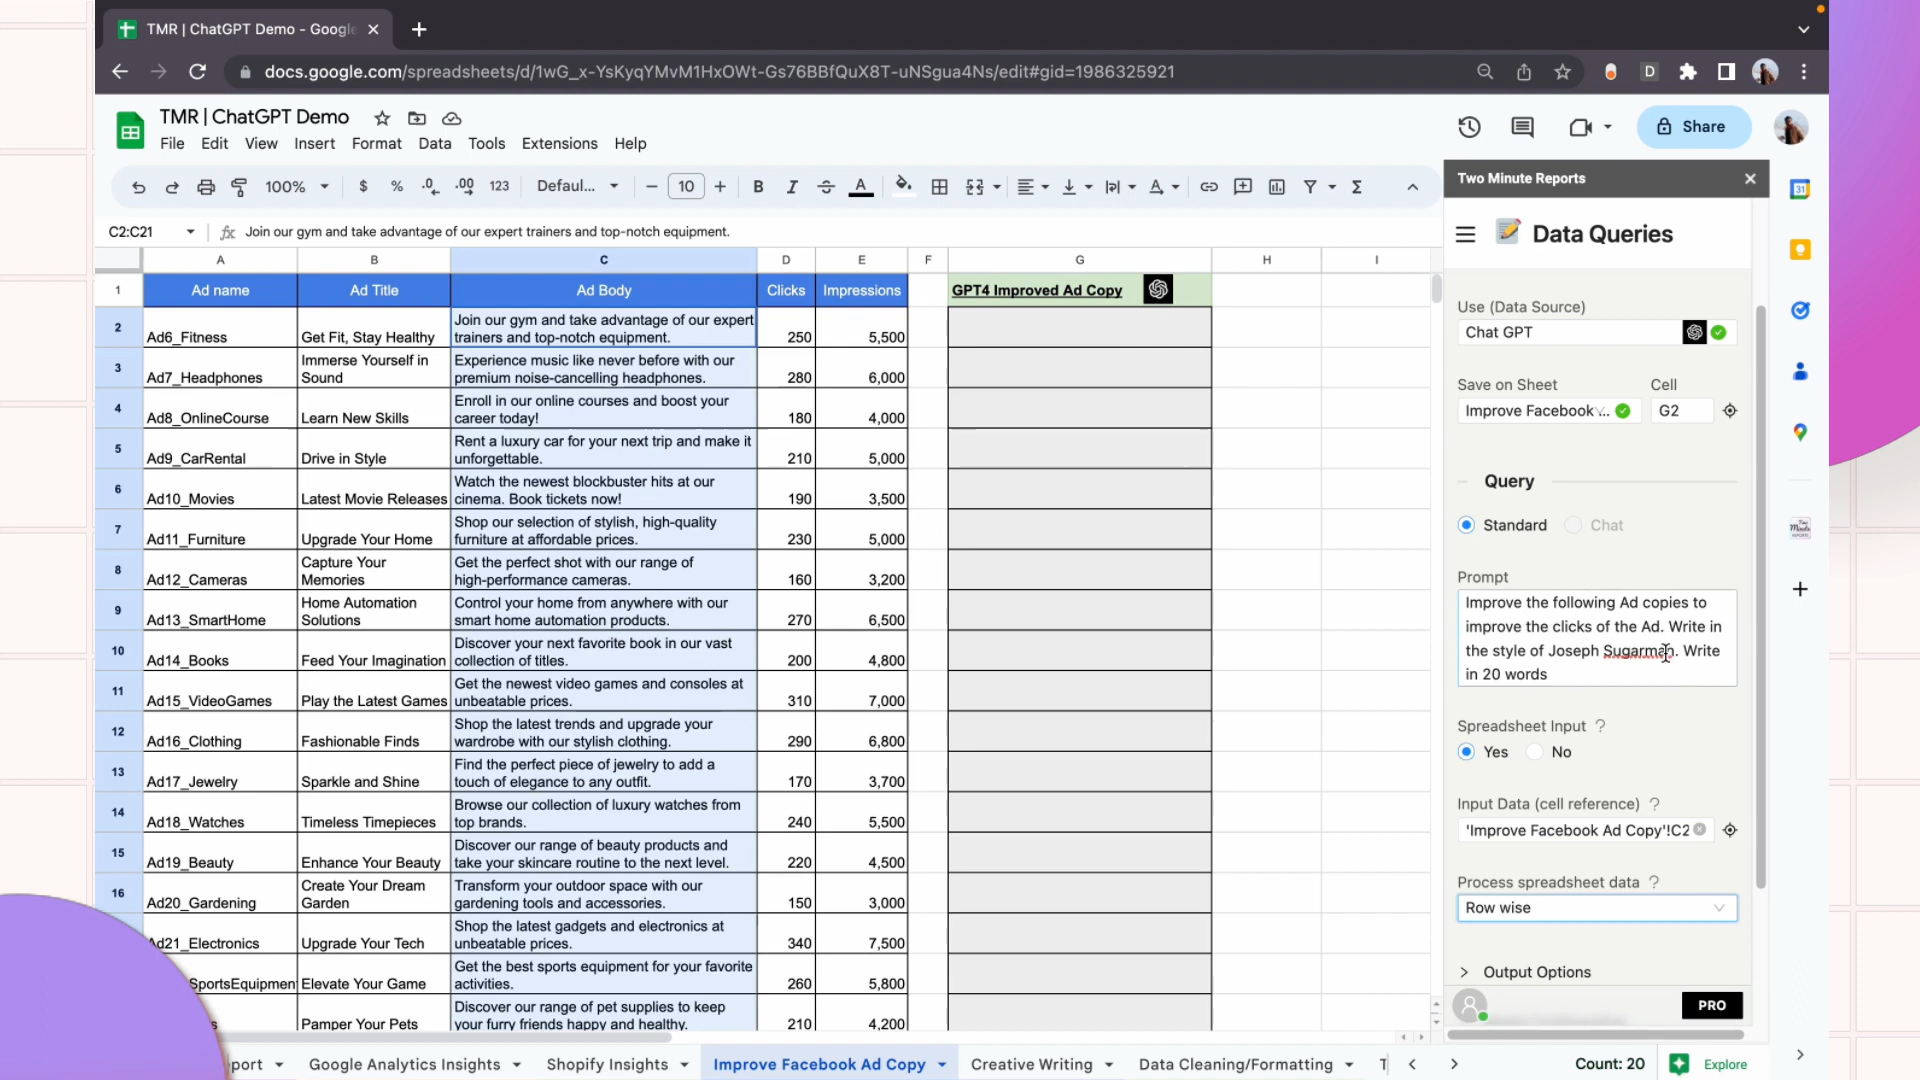 TMR | ChatGPT Demo - Google
docs.google.com/spreadsheets/d/1wG_x-YsKyqYMvM1HxOWt-Gs76BBfQuX8T-uNSgua4Ns/edit#gid=1986325921
TMR | ChatGPT Demo
File Edit View Insert Format Data Tools Extensions Help
Share
100% $ % .0 .00 123 Defaul... 10 B I A
C2:C21 fx Join our gym and take advantage of our expert trainers and top-notch equipment.
A B C D E F G H I
1 Ad name Ad Title Ad Body Clicks Impressions GPT4 Improved Ad Copy
2 Ad6_Fitness Get Fit, Stay Healthy Join our gym and take advantage of our expert trainers and top-notch equipment. 250 5,500
3 Ad7_Headphones Immerse Yourself in Sound Experience music like never before with our premium noise-cancelling headphones. 280 6,000
4 Ad8_OnlineCourse Learn New Skills Enroll in our online courses and boost your career today! 180 4,000
5 Ad9_CarRental Drive in Style Rent a luxury car for your next trip and make it unforgettable. 210 5,000
6 Ad10_Movies Latest Movie Releases Watch the newest blockbuster hits at our cinema. Book tickets now! 190 3,500
7 Ad11_Furniture Upgrade Your Home Shop our selection of stylish, high-quality furniture at affordable prices. 230 5,000
8 Ad12_Cameras Capture Your Memories Get the perfect shot with our range of high-performance cameras. 160 3,200
9 Ad13_SmartHome Home Automation Solutions Control your home from anywhere with our smart home automation products. 270 6,500
10 Ad14_Books Feed Your Imagination Discover your next favorite book in our vast collection of titles. 200 4,800
11 Ad15_VideoGames Play the Latest Games Get the newest video games and consoles at unbeatable prices. 310 7,000
12 Ad16_Clothing Fashionable Finds Shop the latest trends and upgrade your wardrobe with our stylish clothing. 290 6,800
13 Ad17_Jewelry Sparkle and Shine Find the perfect piece of jewelry to add a touch of elegance to any outfit. 170 3,700
14 Ad18_Watches Timeless Timepieces Browse our collection of luxury watches from top brands. 240 5,500
15 Ad19_Beauty Enhance Your Beauty Discover our range of beauty products and take your skincare routine to the next level. 220 4,500
16 Ad20_Gardening Create Your Dream Garden Transform your outdoor space with our gardening tools and accessories. 150 3,000
Ad21_Electronics Upgrade Your Tech Shop the latest gadgets and electronics at unbeatable prices. 340 7,500
SportsEquipmen Elevate Your Game Get the best sports equipment for your favorite activities. 260 5,800
s Pamper Your Pets Discover our range of pet supplies to keep your furry friends happy and healthy. 210 4,200
port Google Analytics Insights Shopify Insights Improve Facebook Ad Copy Creative Writing Data Cleaning/Formatting T Count: 20 Explore
Two Minute Reports
Data Queries
Use (Data Source)
Chat GPT
Save on Sheet Cell
Improve Facebook ... G2
Query
Standard Chat
Prompt
Improve the following Ad copies to
improve the clicks of the Ad. Write in
the style of Joseph Sugarman. Write
in 20 words
Spreadsheet Input ?
Yes No
Input Data (cell reference) ?
'Improve Facebook Ad Copy'!C2
Process spreadsheet data ?
Row wise
Output Options
PRO
31
D